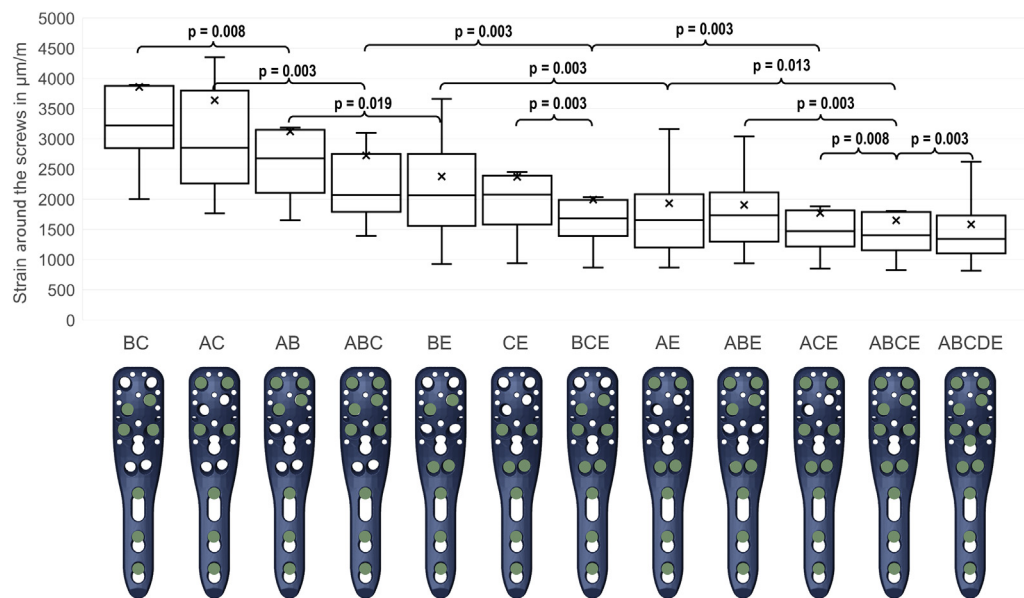 Strain around the screws in µm/m
5000
4500
4000
3500
3000
2500
2000
1500
1000
500
0
p = 0.008
p = 0.003
p = 0.003
p = 0.003
p = 0.003
p = 0.013
p = 0.019
p = 0.003
p = 0.003
p = 0.008
p = 0.003
BC AC AB ABC BE CE BCE AE ABE ACE ABCE ABCDE